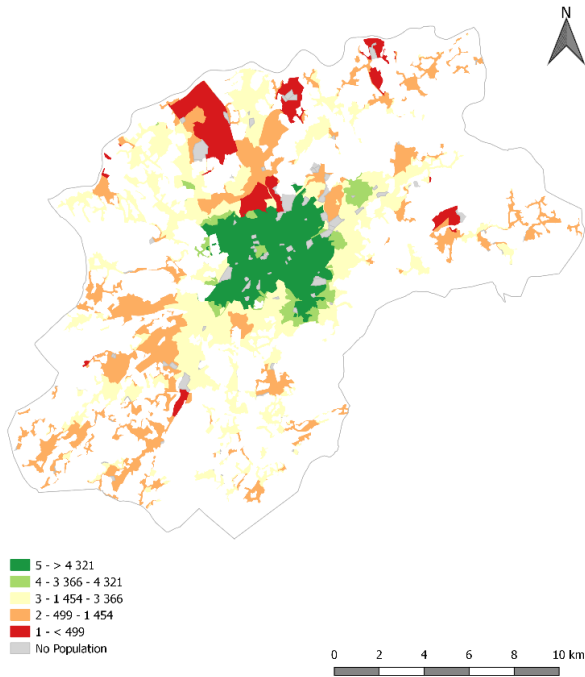 N
5 - > 4 321
4 - 3 366 - 4 321
3 - 1 454 - 3 366
2 - 499 - 1 454
1 - < 499
No Population
0 2 4 6 8 10 km